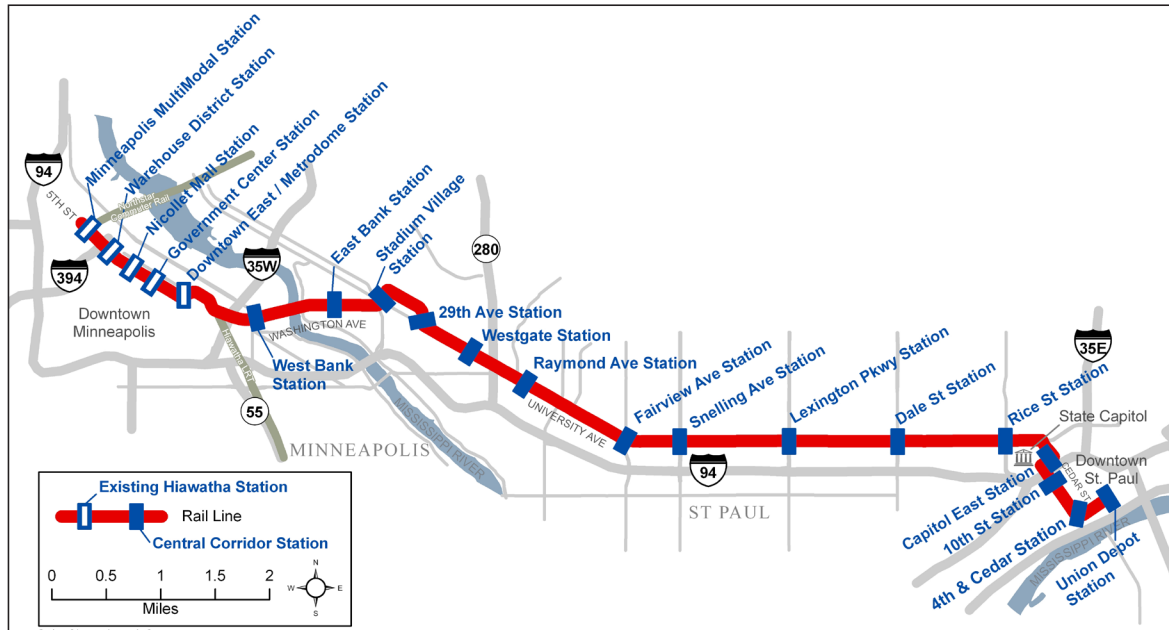 Minneapolis MultiModal Station
Warehouse District Station
Nicollet Mall Station
Government Center Station
Downtown East / Metrodome Station
94
5TH ST
NorthStar
Commuter Rail
394
35W
Downtown
Minneapolis
East Bank Station
Stadium Village
Station
280
WASHINGTON AVE
West Bank
Station
Hiawatha LRT
55
29th Ave Station
Westgate Station
Raymond Ave Station
UNIVERSITY AVE
MINNEAPOLIS
MISSISSIPPI RIVER
Fairview Ave Station
Snelling Ave Station
Lexington Pkwy Station
Dale St Station
Rice St Station
35E
State Capitol
94
ST PAUL
Downtown
St. Paul
CEDAR ST
Capitol East Station
10th St Station
4th & Cedar Station
Union Depot
Station
MISSISSIPPI RIVER
Existing Hiawatha Station
Rail Line
Central Corridor Station
0 0.5 1 1.5 2
Miles
N
W E
S